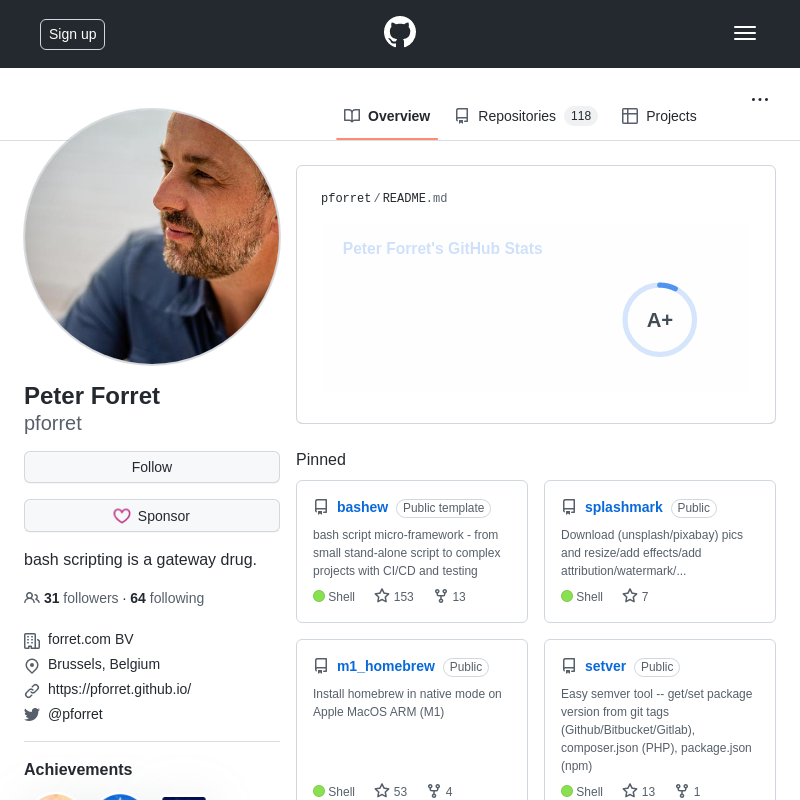 Sign up
Overview
Repositories 118
Projects
pforret/README.md
Peter Forret's GitHub Stats
A+
Peter Forret
pforret
Follow
Sponsor
bash scripting is a gateway drug.
31 followers · 64 following
forret.com BV
Brussels, Belgium
https://pforret.github.io/
@pforret
Achievements
Pinned
bashew Public template
bash script micro-framework - from
small stand-alone script to complex
projects with CI/CD and testing
Shell 153 13
splashmark Public
Download (unsplash/pixabay) pics
and resize/add effects/add
attribution/watermark/...
Shell 7
m1_homebrew Public
Install homebrew in native mode on
Apple MacOS ARM (M1)
Shell 53 4
setver Public
Easy semver tool -- get/set package
version from git tags
(Github/Bitbucket/Gitlab),
composer.json (PHP), package.json
(npm)
Shell 13 1